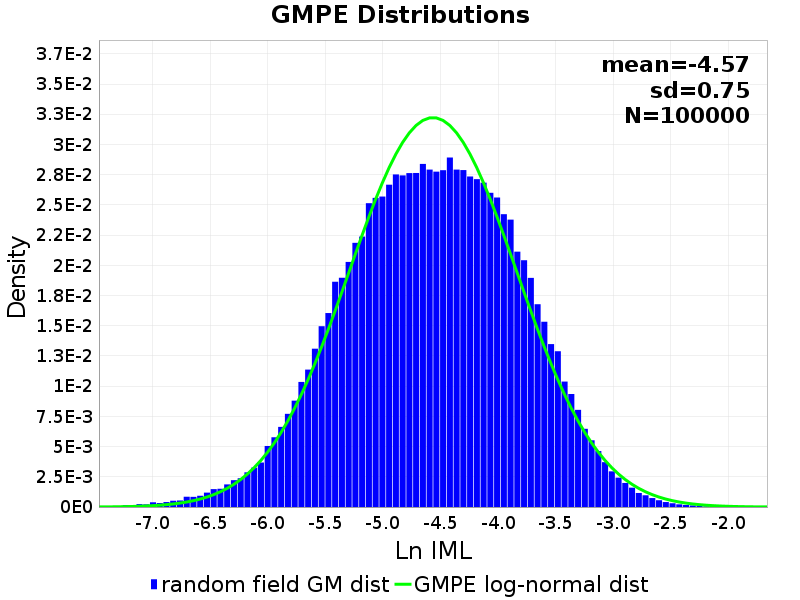 GMPE Distributions
mean=-4.57
sd=0.75
N=100000
3.7E-2
3.5E-2
3.3E-2
3E-2
2.8E-2
2.5E-2
2.2E-2
2E-2
1.8E-2
1.5E-2
1.3E-2
1E-2
7.5E-3
5E-3
2.5E-3
0E0
Density
-7.0 -6.5 -6.0 -5.5 -5.0 -4.5 -4.0 -3.5 -3.0 -2.5 -2.0
Ln IML
random field GM dist GMPE log-normal dist